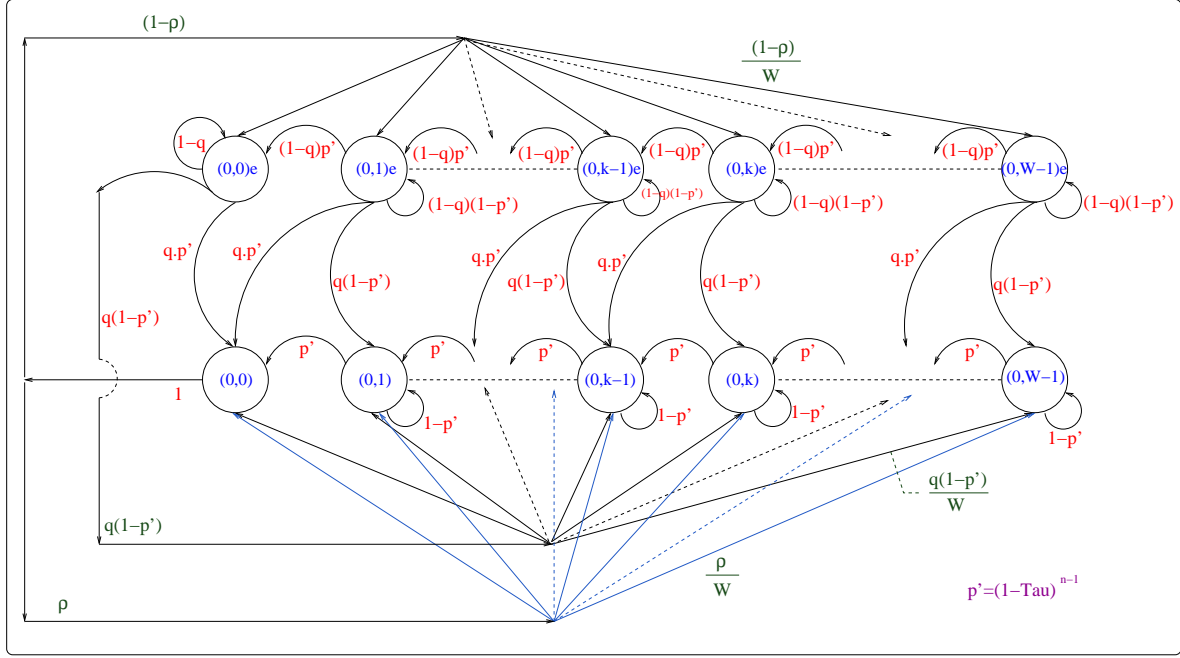 (1−ρ)
(1−ρ)
W
1−q
(1−q)p'
(1−q)p'
(1−q)p'
(1−q)p'
(1−q)p'
(1−q)p'
(0,0)e
(0,1)e
(0,k−1)e
(0,k)e
(0,W−1)e
(1−q)(1−p')
(1−q)(1−p')
(1−q)(1−p')
(1−q)(1−p')
q.p'
q.p'
q.p'
q.p'
q.p'
q(1−p')
q(1−p')
q(1−p')
q(1−p')
q(1−p')
p'
p'
p'
p'
p'
p'
(0,0)
(0,1)
(0,k−1)
(0,k)
(0,W−1)
1
1−p'
1−p'
1−p'
1−p'
q(1−p')
W
q(1−p')
ρ
W
p'=(1−Tau) n−1
ρ